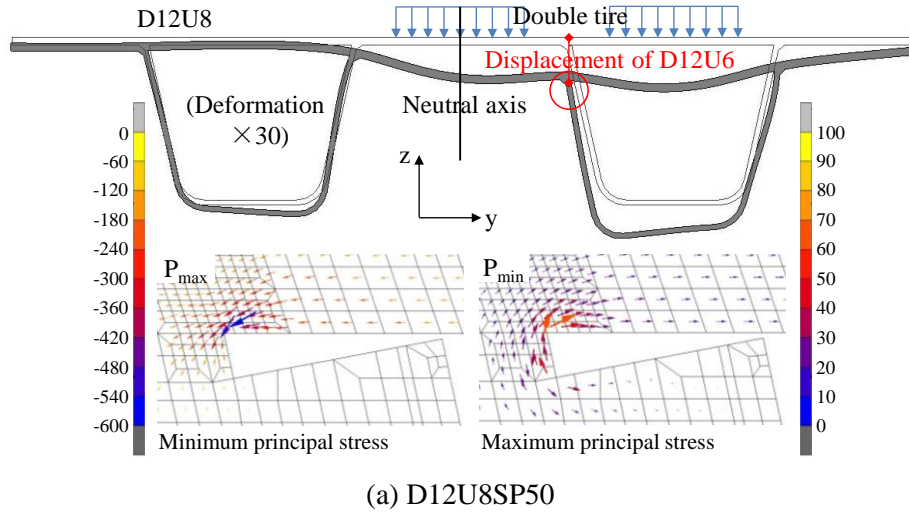 D12U8
Double tire
Displacement of D12U6
(Deformation
×30)
Neutral axis
z
y
0
-60
-120
-180
-240
-300
-360
-420
-480
-540
-600
100
90
80
70
60
50
40
30
20
10
0
Pmax
Pmin
Minimum principal stress
Maximum principal stress
(a) D12U8SP50